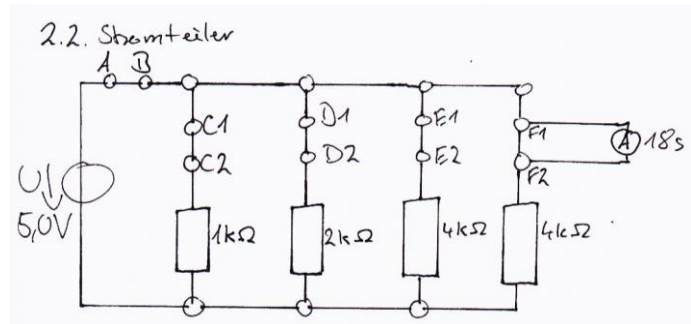 2.2. Stromteiler
A B
C1 D1 E1 F1 A 18s
C2 D2 E2 F2
U
5,0V
1kΩ 2kΩ 4kΩ 4kΩ